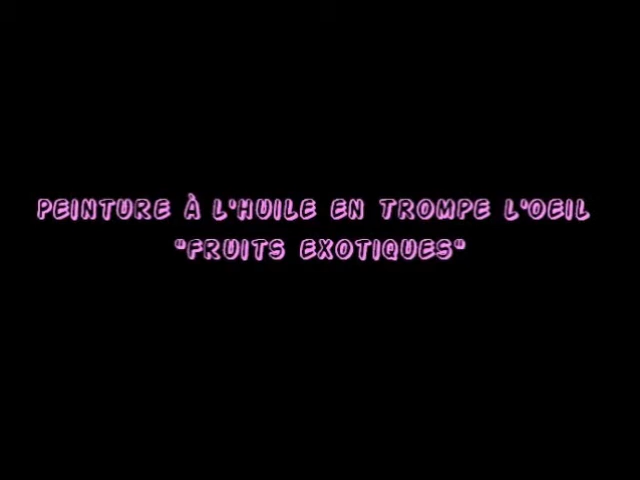 PEINTURE À L'HUILE EN TROMPE L'OEIL
"FRUITS EXOTIQUES"